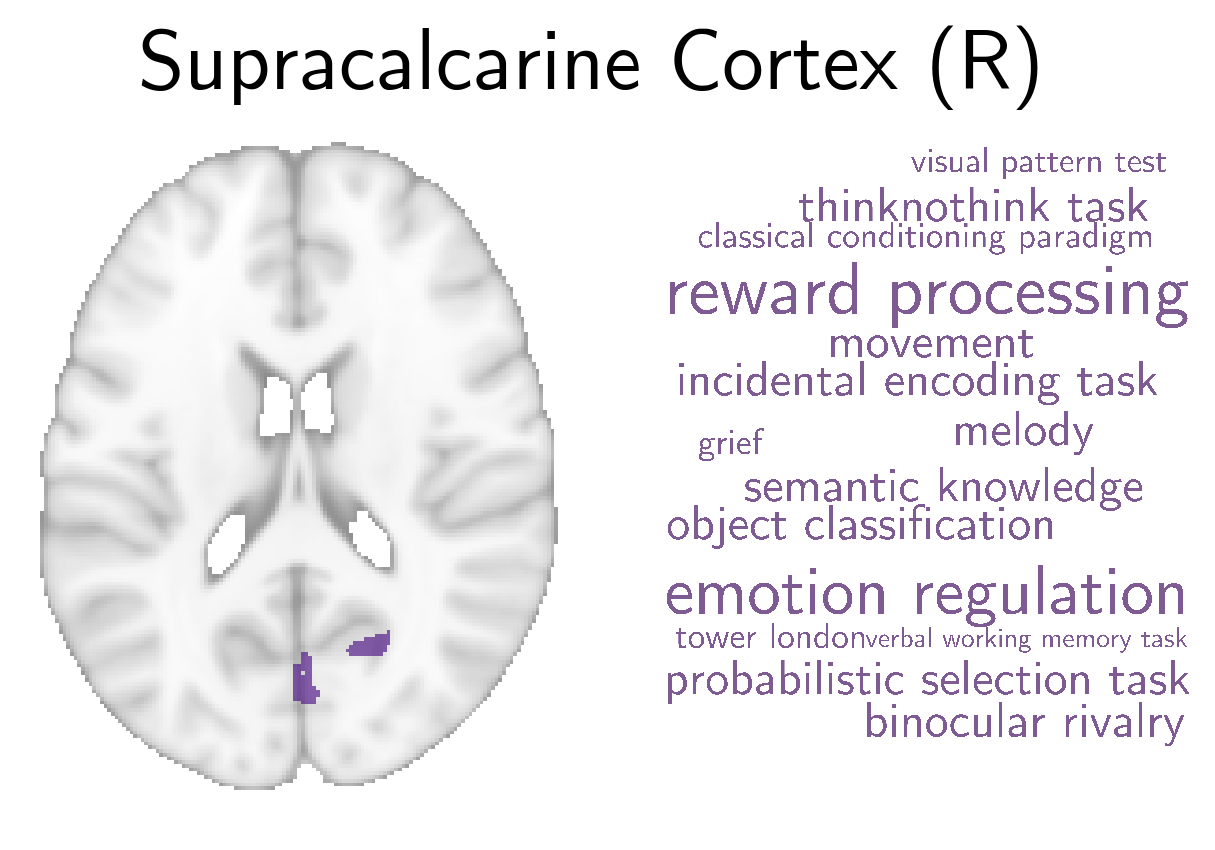 Supracalcarine Cortex (R)
visual pattern test
thinknothink task
classical conditioning paradigm
reward processing
movement
incidental encoding task
melody
grief
semantic knowledge
object classification
emotion regulation
tower london
verbal working memory task
probabilistic selection task
binocular rivalry